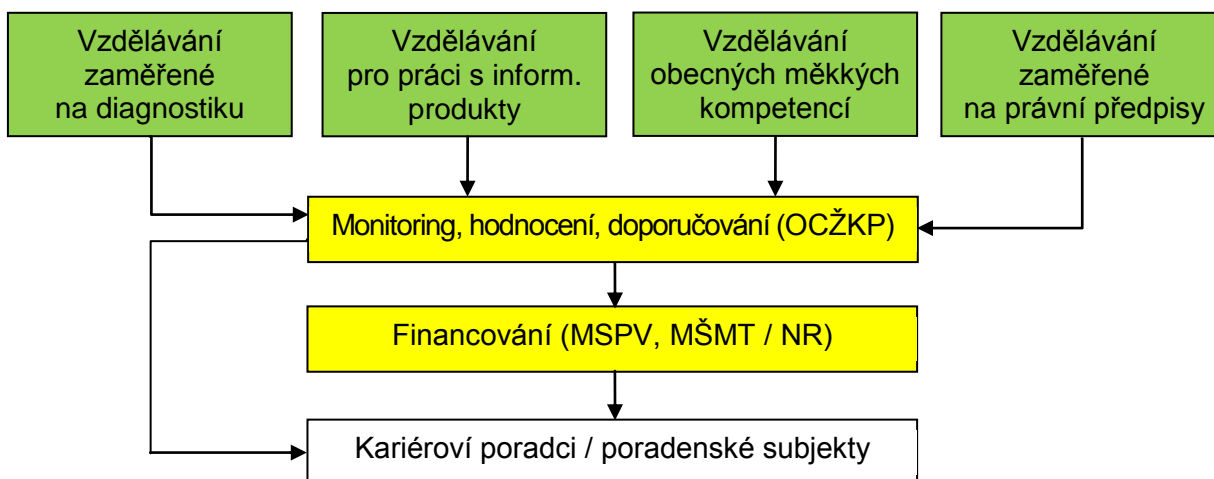 Vzdělávání
zaměřené
na diagnostiku
Vzdělávání
pro práci s inform.
produkty
Vzdělávání
obecných měkkých
kompetencí
Vzdělávání
zaměřené
na právní předpisy
Monitoring, hodnocení, doporučování (OCŽKP)
Financování (MSPV, MŠMT / NR)
Kariéroví poradci / poradenské subjekty